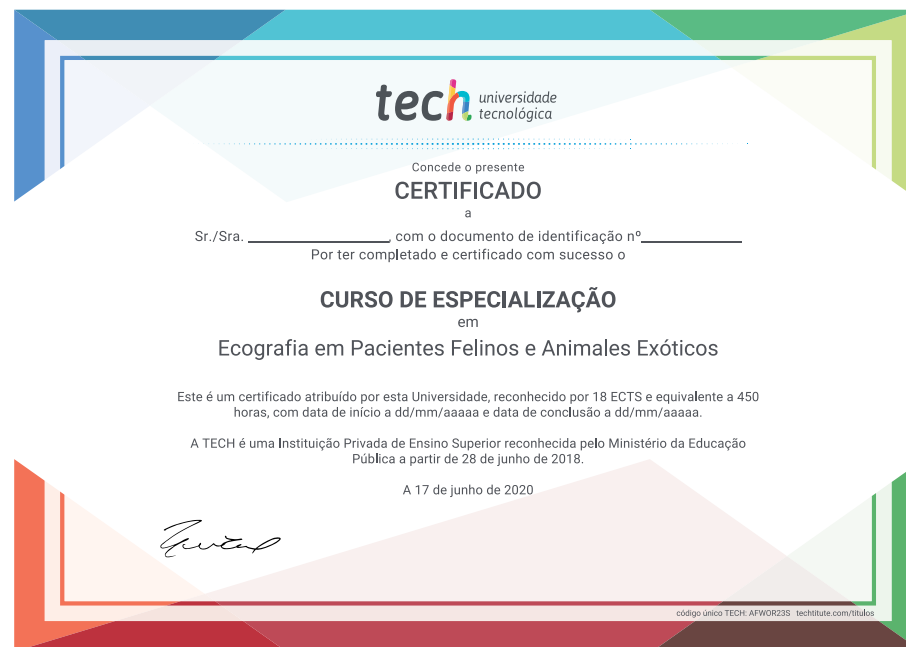 tech universidade
tecnológica
Concede o presente
CERTIFICADO
a
Sr./Sra. , com o documento de identificação nº
Por ter completado e certificado com sucesso o
CURSO DE ESPECIALIZAÇÃO
em
Ecografia em Pacientes Felinos e Animales Exóticos
Este é um certificado atribuído por esta Universidade, reconhecido por 18 ECTS e equivalente a 450
horas, com data de início a dd/mm/aaaaa e data de conclusão a dd/mm/aaaaa.
A TECH é uma Instituição Privada de Ensino Superior reconhecida pelo Ministério da Educação
Pública a partir de 28 de junho de 2018.
A 17 de junho de 2020
código único TECH: AFWOR23S techtitute.com/titulos